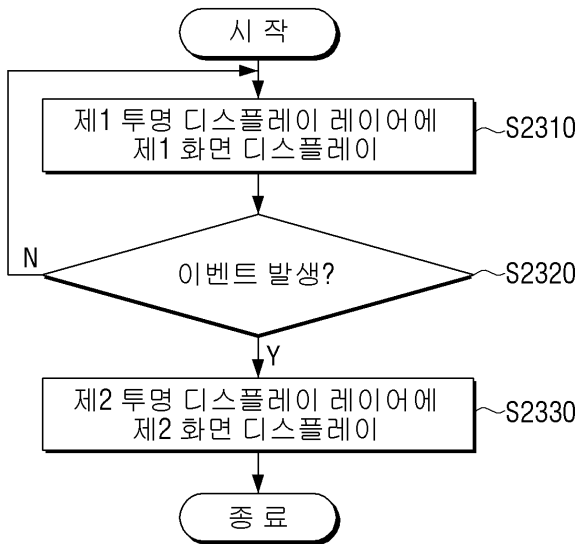 시 작
제1 투명 디스플레이 레이어에
제1 화면 디스플레이
S2310
이벤트 발생?
S2320
N
Y
제2 투명 디스플레이 레이어에
제2 화면 디스플레이
S2330
종 료